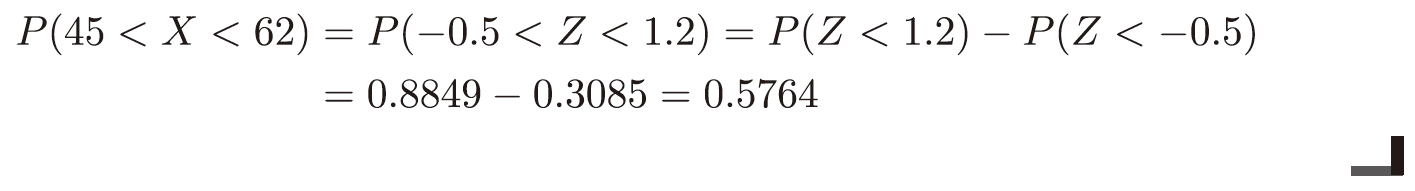 P(45 < X < 62) = P(−0.5 < Z < 1.2) = P(Z < 1.2) − P(Z < −0.5)
= 0.8849 − 0.3085 = 0.5764